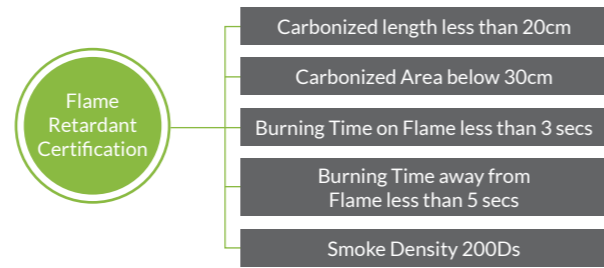 Flame
Retardant
Certification
Carbonized length less than 20cm
Carbonized Area below 30cm
Burning Time on Flame less than 3 secs
Burning Time away from
Flame less than 5 secs
Smoke Density 200Ds